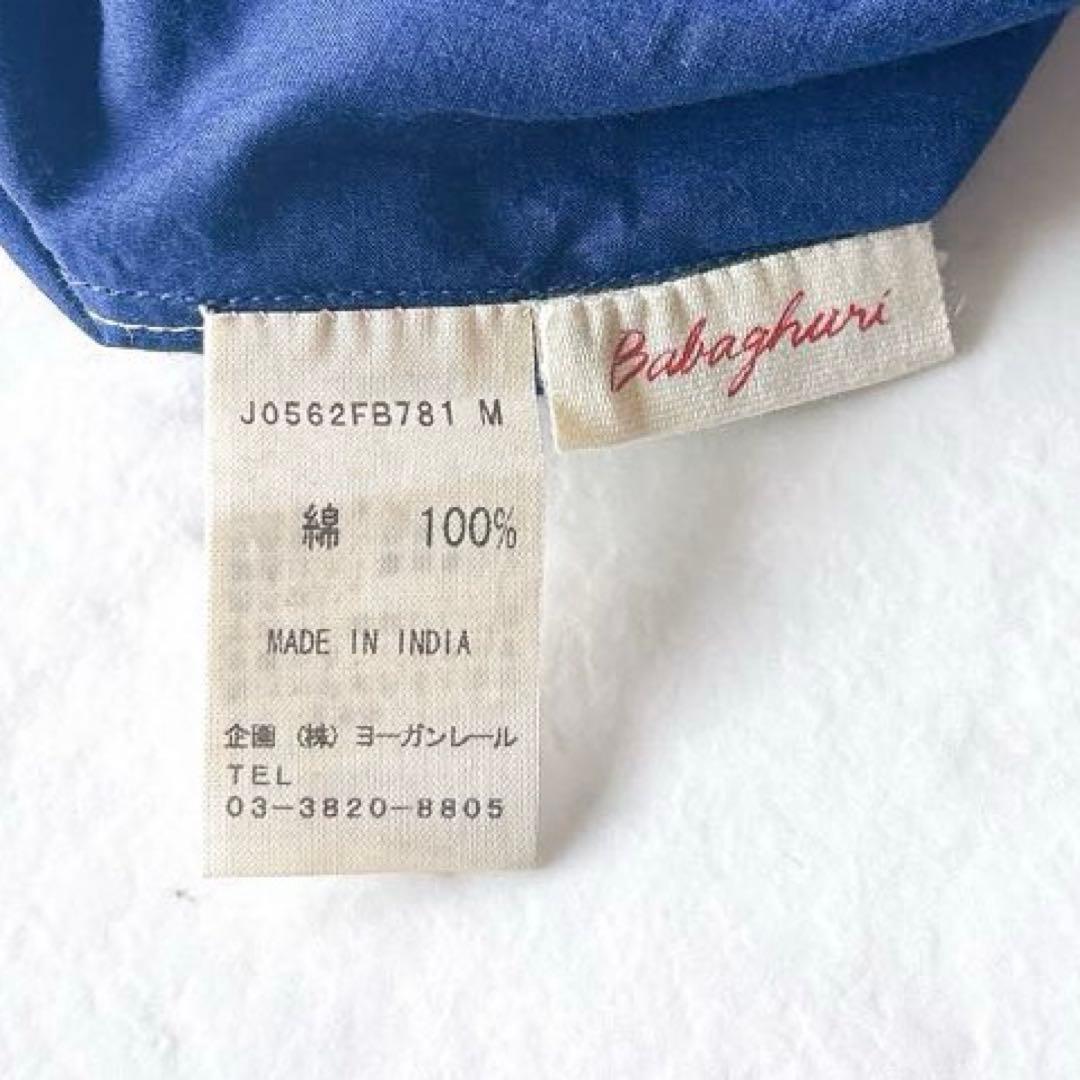 Babaghuri
J0562FB781 M
綿 100%
MADE IN INDIA
企画 (株) ヨーガンレール
TEL
03-3820-8805